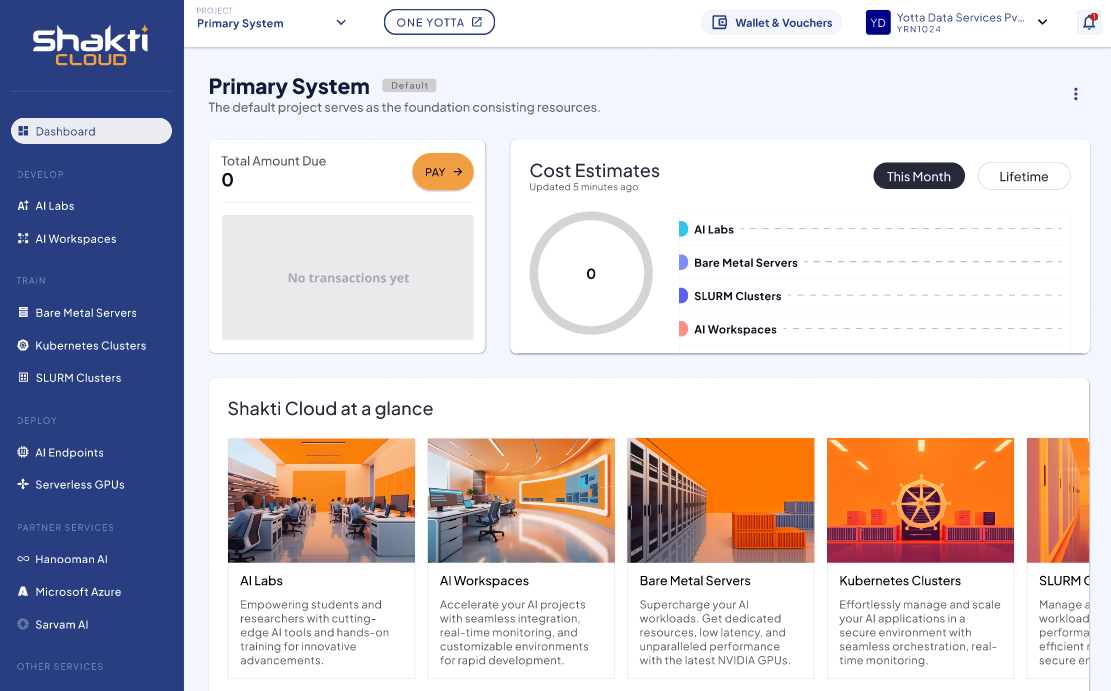 Shakti
CLOUD
Dashboard
DEVELOP
AI Labs
AI Workspaces
TRAIN
Bare Metal Servers
Kubernetes Clusters
SLURM Clusters
DEPLOY
AI Endpoints
Serverless GPUs
PARTNER SERVICES
Hanooman AI
Microsoft Azure
Sarvam AI
OTHER SERVICES
PROJECT
Primary System
ONE YOTTA
Wallet & Vouchers
YD
Yotta Data Services Pv...
YRN1024
1
Primary System
Default
The default project serves as the foundation consisting resources.
Total Amount Due
0
PAY
No transactions yet
Cost Estimates
Updated 5 minutes ago
This Month
Lifetime
0
AI Labs
Bare Metal Servers
SLURM Clusters
AI Workspaces
Shakti Cloud at a glance
AI Labs
Empowering students and
researchers with cutting-
edge AI tools and hands-on
training for innovative
advancements.
AI Workspaces
Accelerate your AI projects
with seamless integration,
real-time monitoring, and
customizable environments
for rapid development.
Bare Metal Servers
Supercharge your AI
workloads. Get dedicated
resources, low latency, and
unparalleled performance
with the latest NVIDIA GPUs.
Kubernetes Clusters
Effortlessly manage and scale
your AI applications in a
secure environment with
seamless orchestration, real-
time monitoring.
SLURM
Manage
workload
performa
efficient
secure